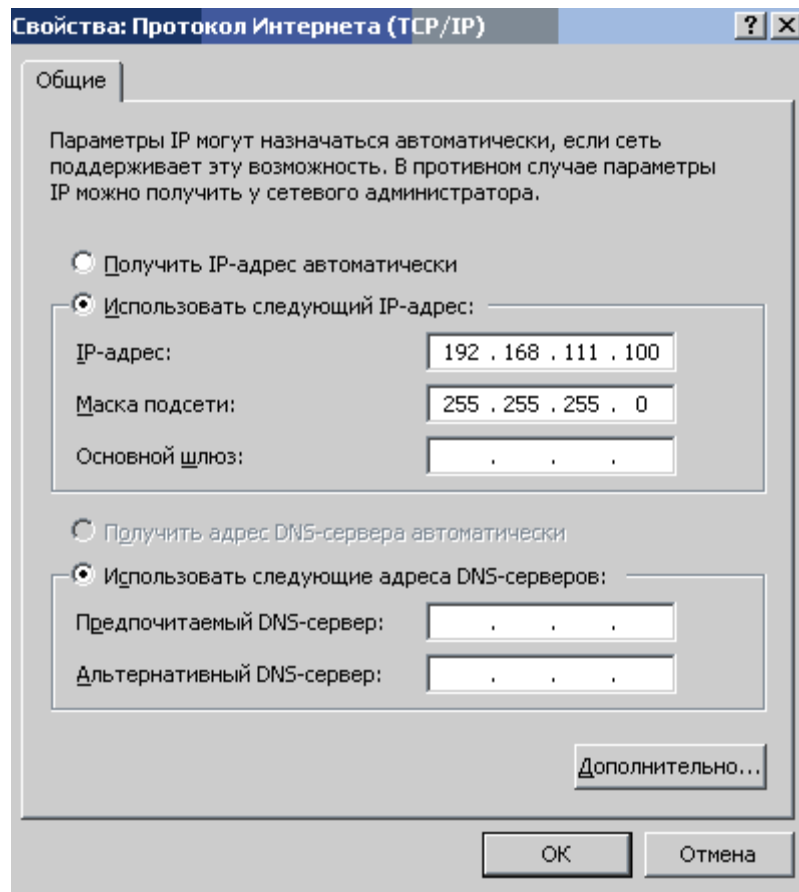 Свойства: Протокол Интернета (TCP/IP)
Общие
Параметры IP могут назначаться автоматически, если сеть
поддерживает эту возможность. В противном случае параметры
IP можно получить у сетевого администратора.
Получить IP-адрес автоматически
Использовать следующий IP-адрес:
IP-адрес: 192 . 168 . 111 . 100
Маска подсети: 255 . 255 . 255 . 0
Основной шлюз: . . .
Получить адрес DNS-сервера автоматически
Использовать следующие адреса DNS-серверов:
Предпочитаемый DNS-сервер: . . .
Альтернативный DNS-сервер: . . .
Дополнительно...
OK Отмена